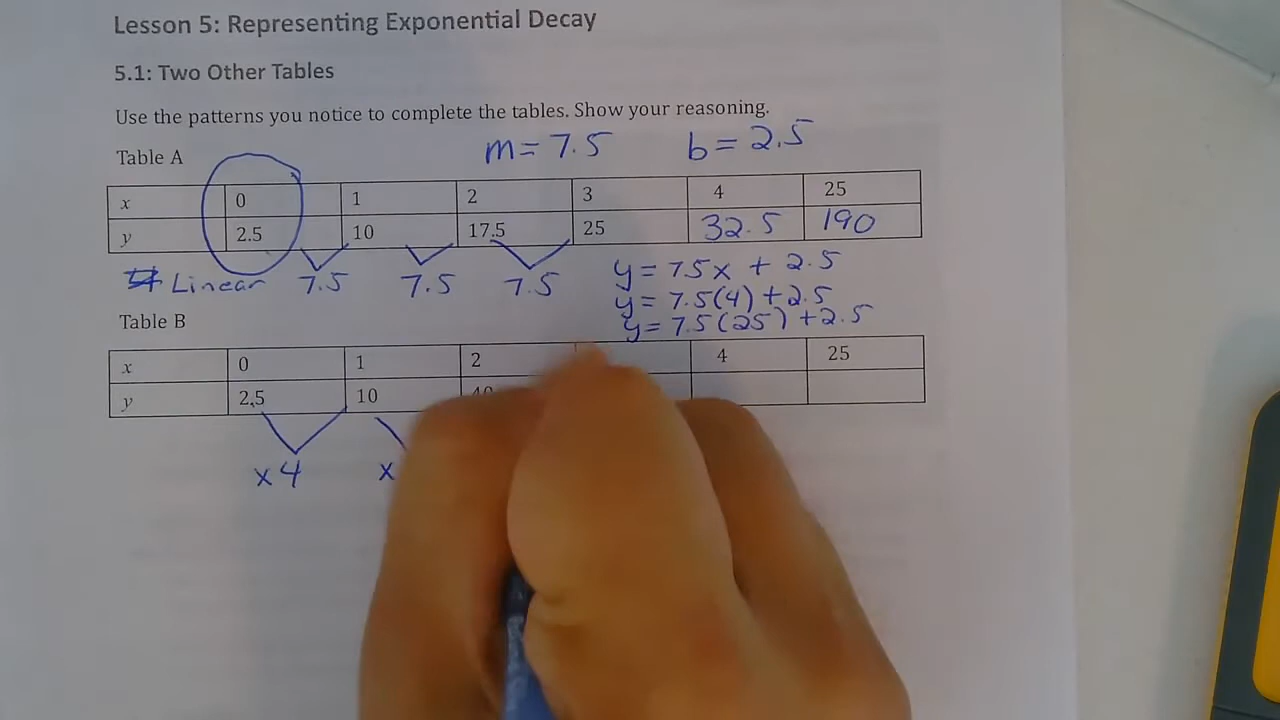 Lesson 5: Representing Exponential Decay
5.1: Two Other Tables
Use the patterns you notice to complete the tables. Show your reasoning.
m = 7.5 b = 2.5
Table A
x 0 1 2 3 4 25
y 2.5 10 17.5 25 32.5 190
Linear 7.5 7.5 7.5
y = 7.5x + 2.5
y = 7.5(4) + 2.5
y = 7.5(25) + 2.5
Table B
x 0 1 2 4 25
y 2.5 10 40
x 4 x